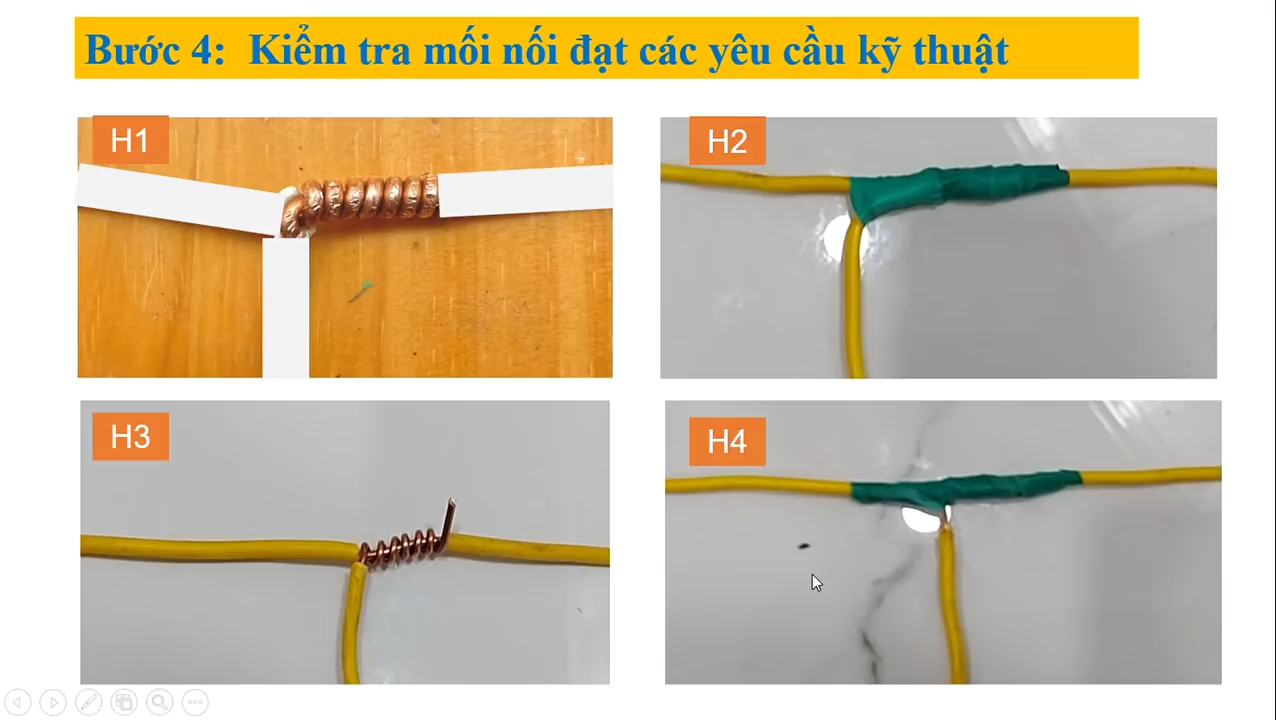 Bước 4: Kiểm tra mối nối đạt các yêu cầu kỹ thuật
H1
H2
H3
H4